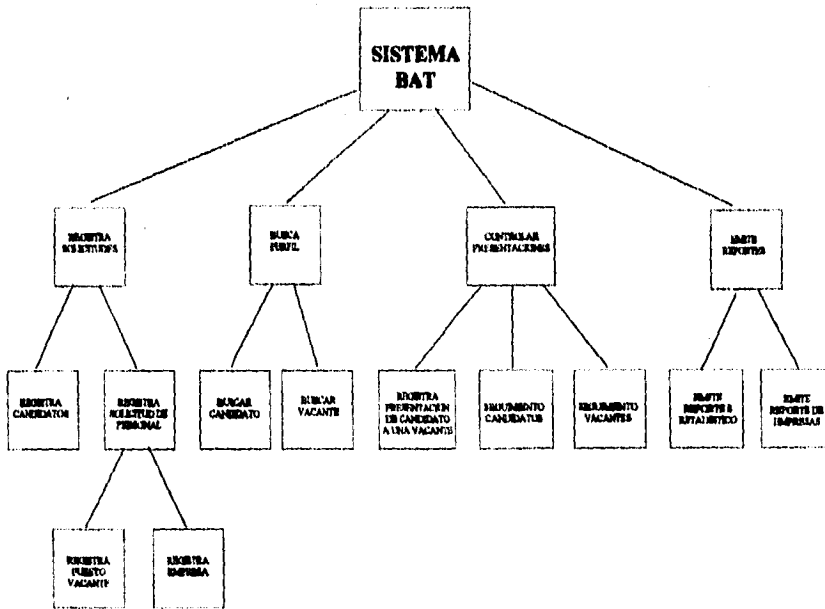 SISTEMA
BAT
REGISTRA
SOLICITUDES
BUSCA
PERFIL
CONTROLAR
PRESENTACIONES
EMITE
REPORTES
REGISTRA
CANDIDATOS
REGISTRA
SOLICITUD DE
PERSONAL
BUSCAR
CANDIDATO
BUSCAR
VACANTE
REGISTRA
PRESENTACION
DE CANDIDATO
A UNA VACANTE
SEGUIMIENTO
CANDIDATOS
SEGUIMIENTO
VACANTES
EMITE
REPORTE
EMITE
REPORTE DE
EMPRESAS
REGISTRA
PUESTO
VACANTE
REGISTRA
EMPRESA